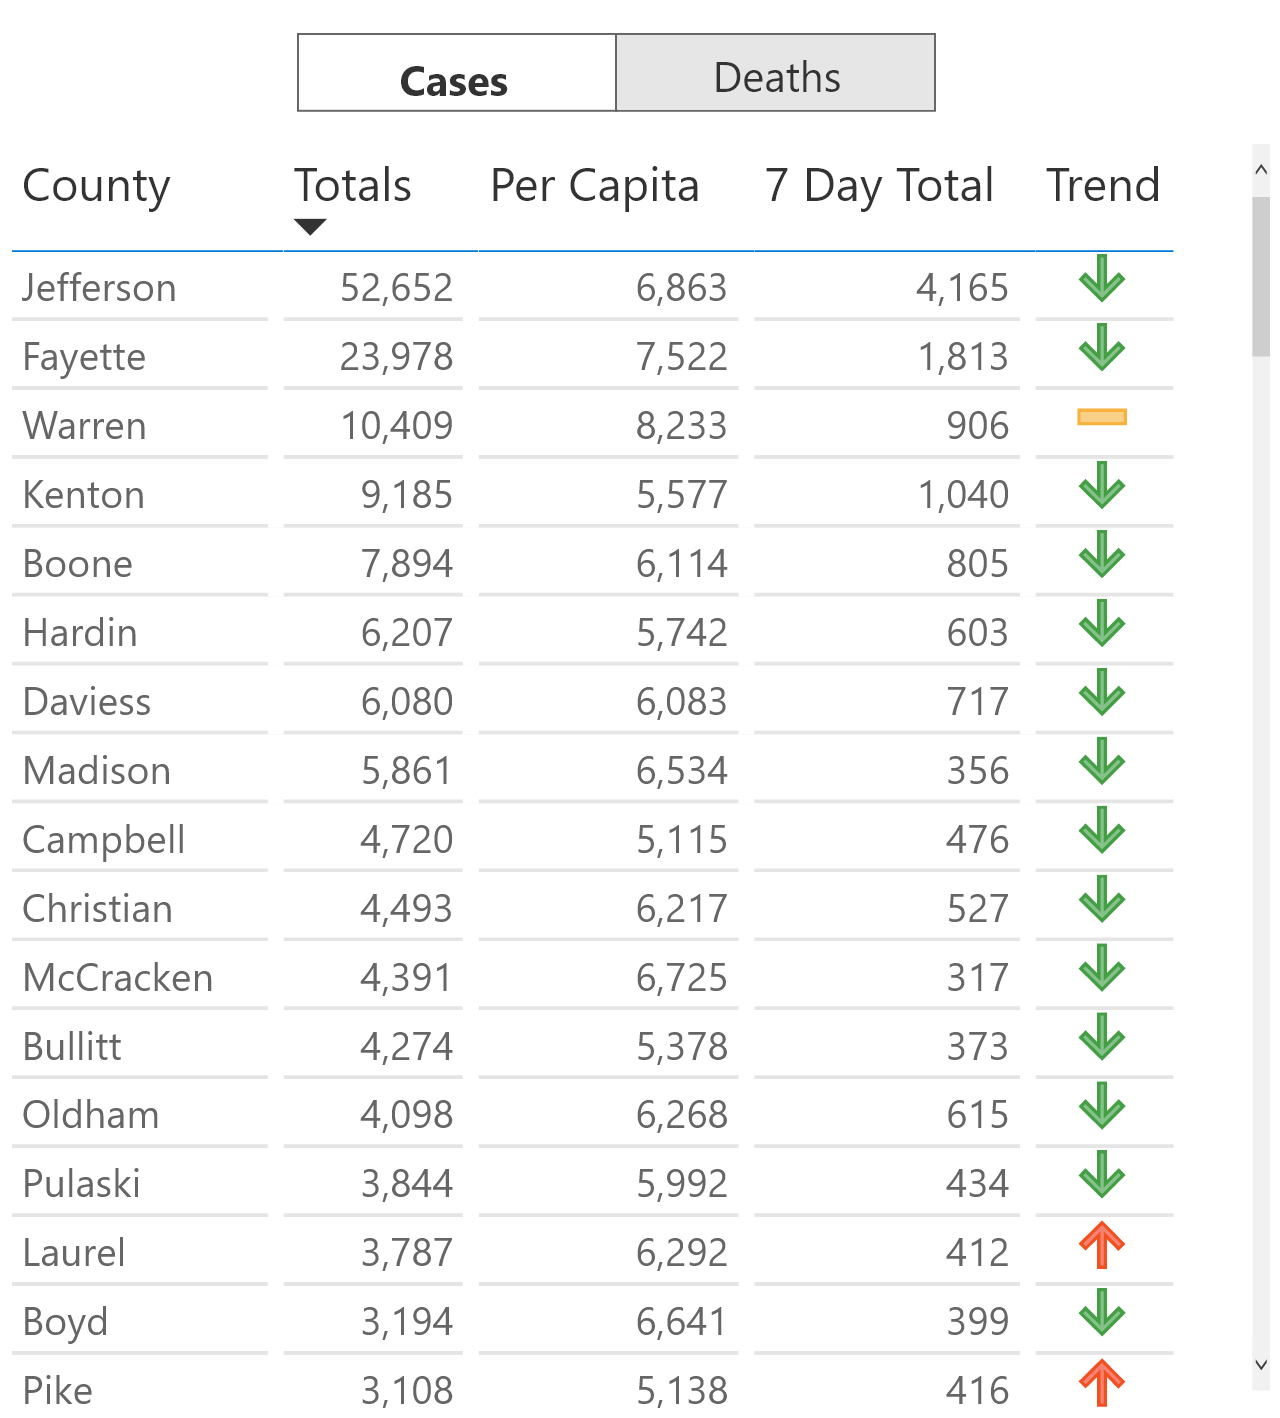 Cases Deaths
County Totals Per Capita 7 Day Total Trend
Jefferson 52,652 6,863 4,165
Fayette 23,978 7,522 1,813
Warren 10,409 8,233 906
Kenton 9,185 5,577 1,040
Boone 7,894 6,114 805
Hardin 6,207 5,742 603
Daviess 6,080 6,083 717
Madison 5,861 6,534 356
Campbell 4,720 5,115 476
Christian 4,493 6,217 527
McCracken 4,391 6,725 317
Bullitt 4,274 5,378 373
Oldham 4,098 6,268 615
Pulaski 3,844 5,992 434
Laurel 3,787 6,292 412
Boyd 3,194 6,641 399
Pike 3,108 5,138 416